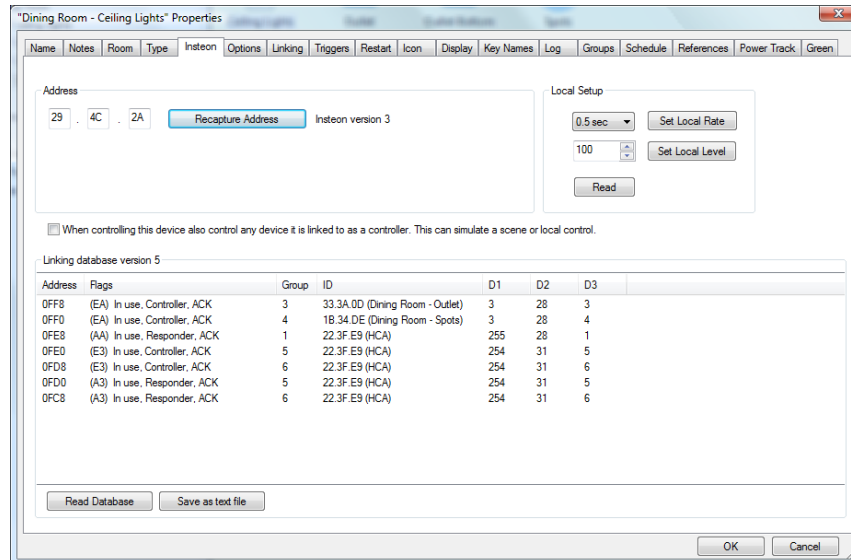 "Dining Room - Ceiling Lights" Properties
Name Notes Room Type Insteon Options Linking Triggers Restart Icon Display Key Names Log Groups Schedule References Power Track Green
Address
29 . 4C . 2A Recapture Address Insteon version 3
Local Setup
0.5 sec Set Local Rate
100 Set Local Level
Read
When controlling this device also control any device it is linked to as a controller. This can simulate a scene or local control.
Linking database version 5
Address Flags Group ID D1 D2 D3
0FF8 (EA) In use, Controller, ACK 3 33.3A.0D (Dining Room - Outlet) 3 28 3
0FF0 (EA) In use, Controller, ACK 4 1B.34.DE (Dining Room - Spots) 3 28 4
0FE8 (AA) In use, Responder, ACK 1 22.3F.E9 (HCA) 255 28 1
0FE0 (E3) In use, Controller, ACK 5 22.3F.E9 (HCA) 254 31 5
0FD8 (E3) In use, Controller, ACK 6 22.3F.E9 (HCA) 254 31 6
0FD0 (A3) In use, Responder, ACK 5 22.3F.E9 (HCA) 254 31 5
0FC8 (A3) In use, Responder, ACK 6 22.3F.E9 (HCA) 254 31 6
Read Database Save as text file
OK Cancel